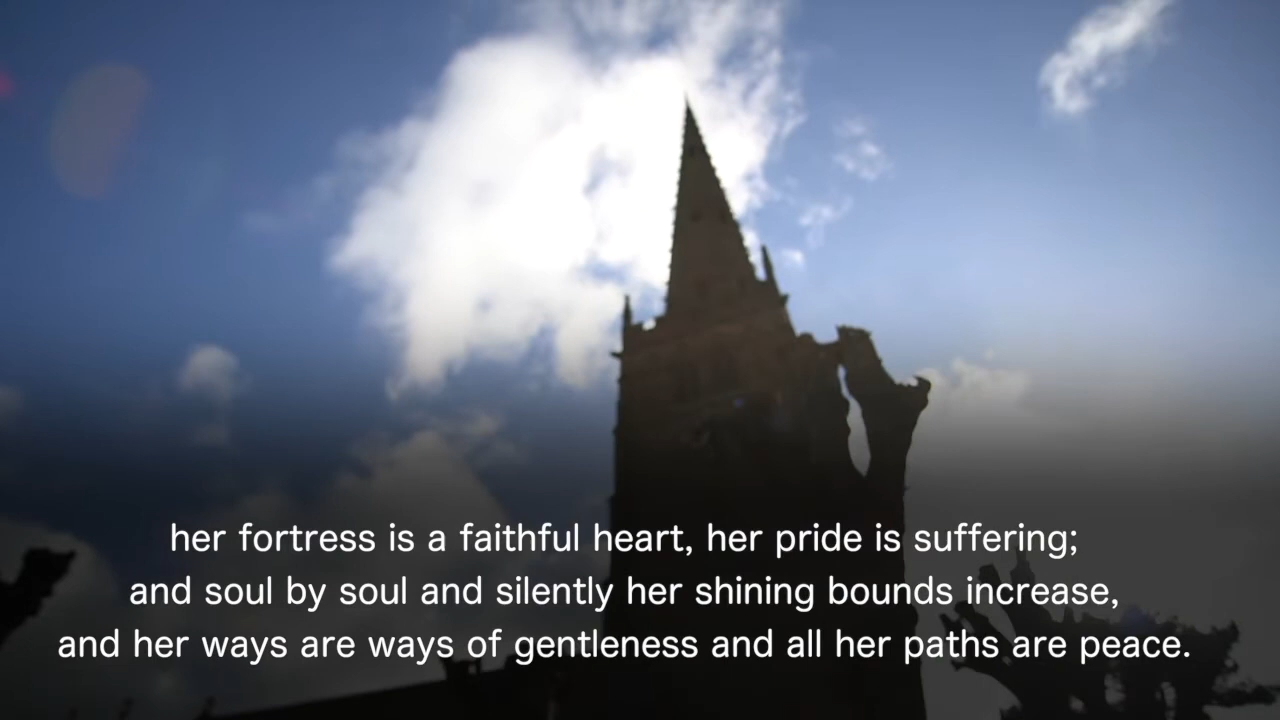 her fortress is a faithful heart, her pride is suffering;
and soul by soul and silently her shining bounds increase,
and her ways are ways of gentleness and all her paths are peace.